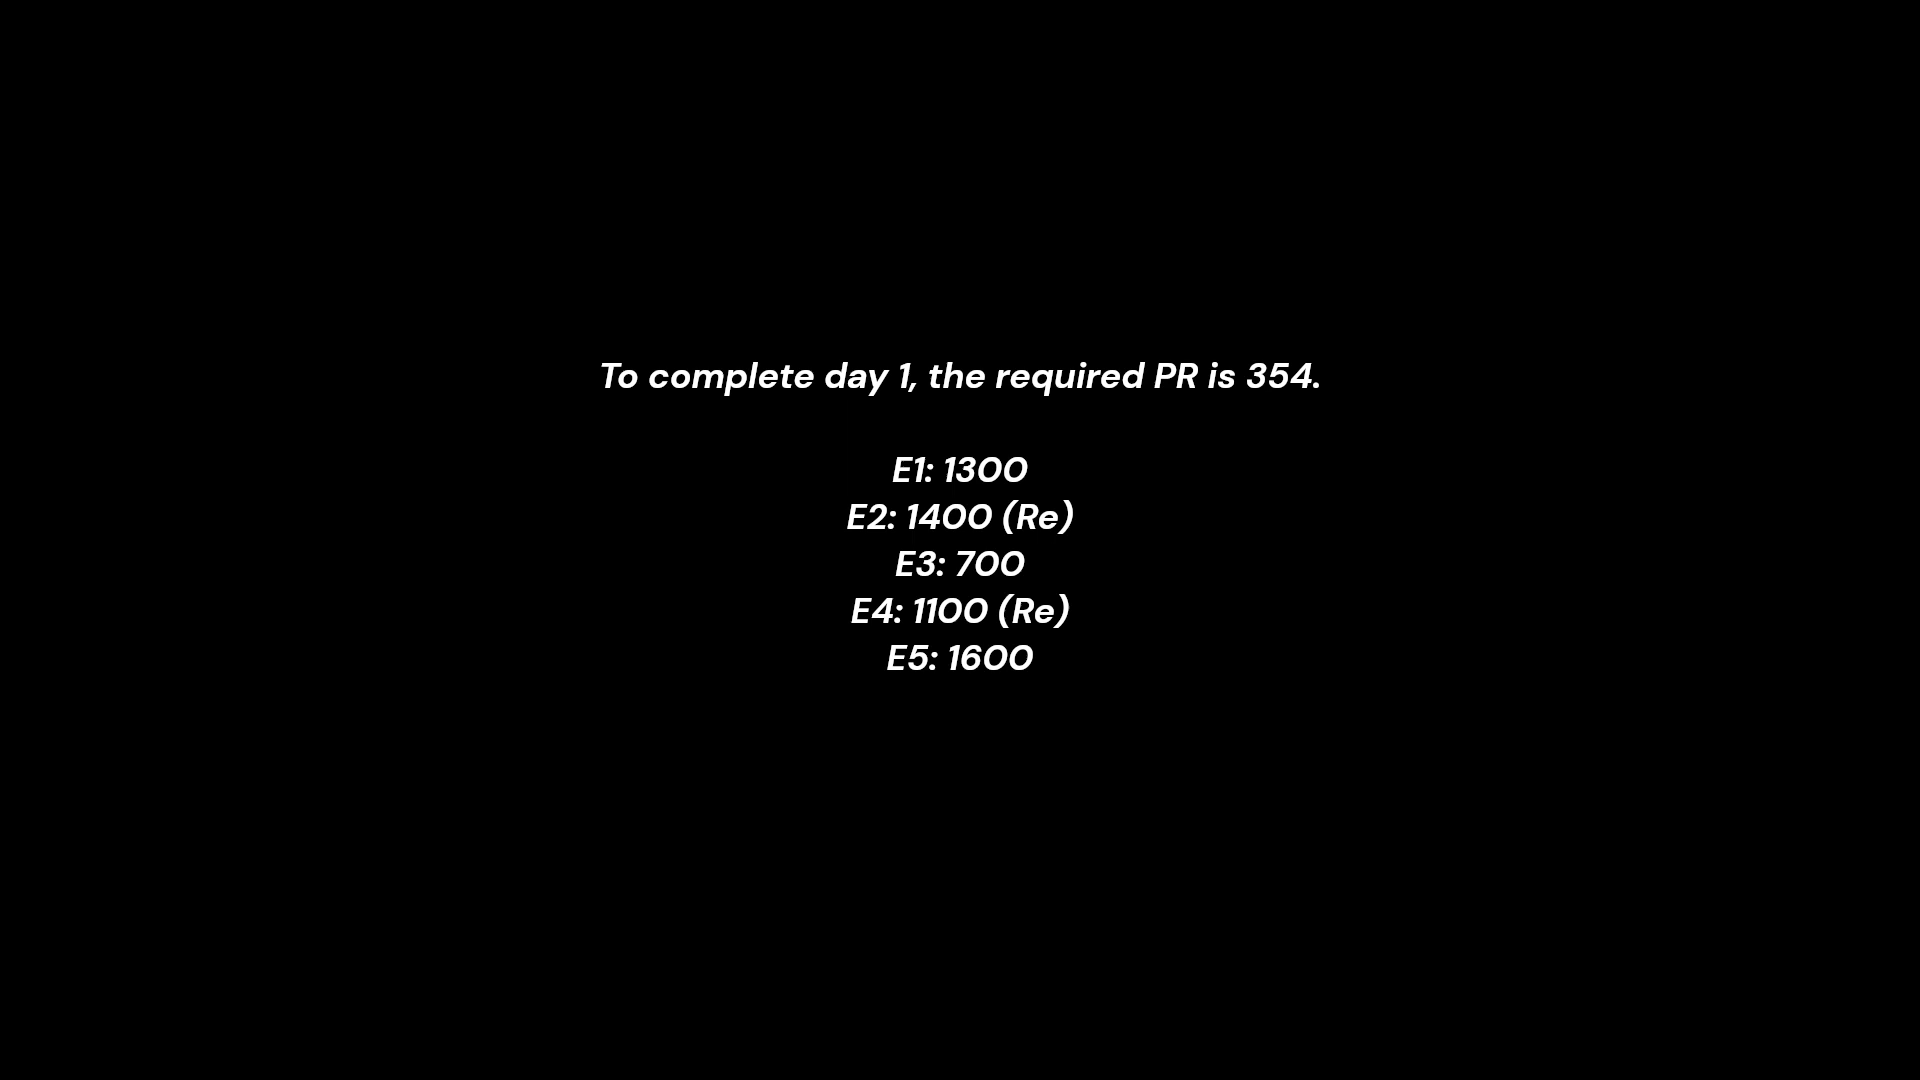 To complete day 1, the required PR is 354.
E1: 1300
E2: 1400 (Re)
E3: 700
E4: 1100 (Re)
E5: 1600